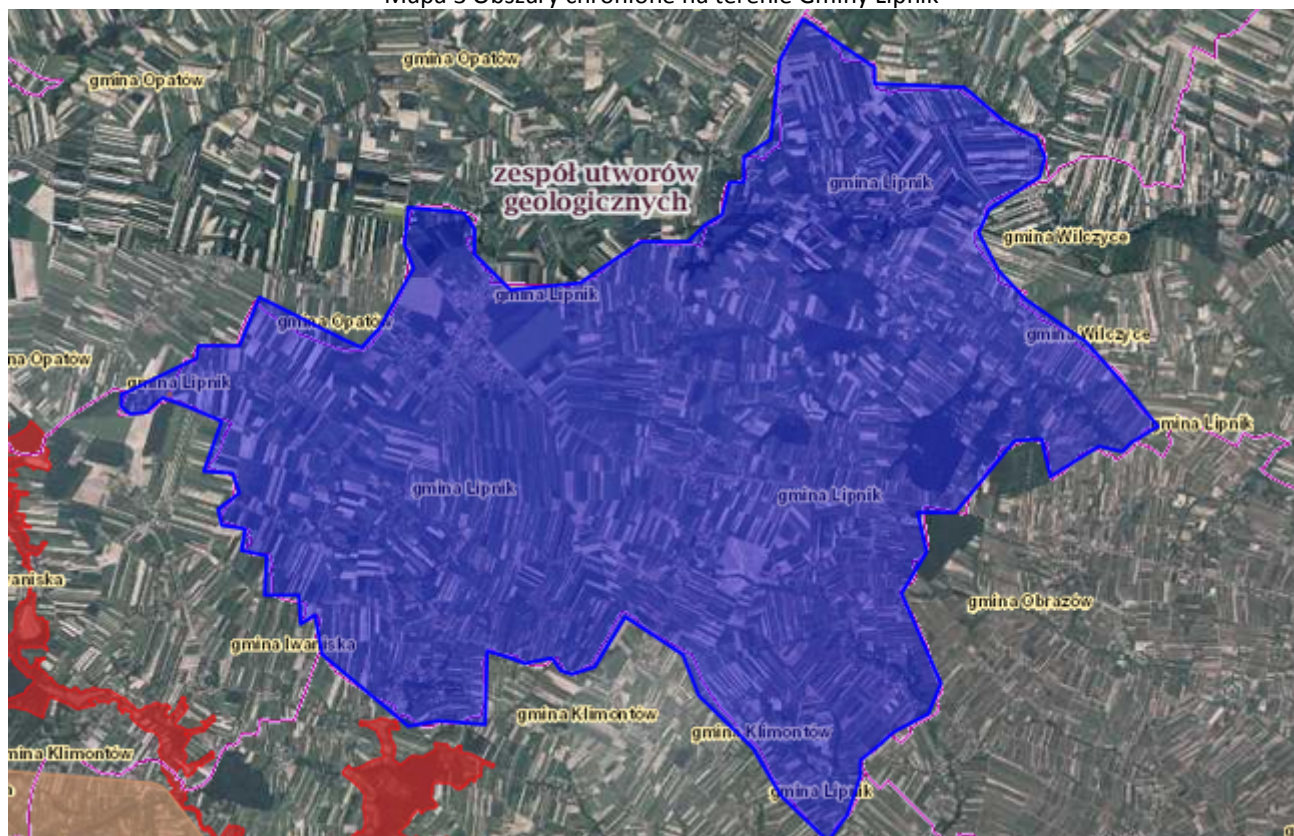 Mapa 3 Obszary chronione na terenie Gminy Lipnik
gmina Opatów
gmina Opatów
zespół utworów
geologicznych
gmina Lipnik
gmina Wilczyce
gmina Lipnik
gmina Opatów
gmina Wilczyce
na Opatów
gmina Lipnik
gmina Lipnik
gmina Lipnik
gmina Lipnik
waniska
gmina Obrazów
gmina Iwaniska
gmina Klimontów
gmina Klimontów
mina Klimontów
gmina Lipnik